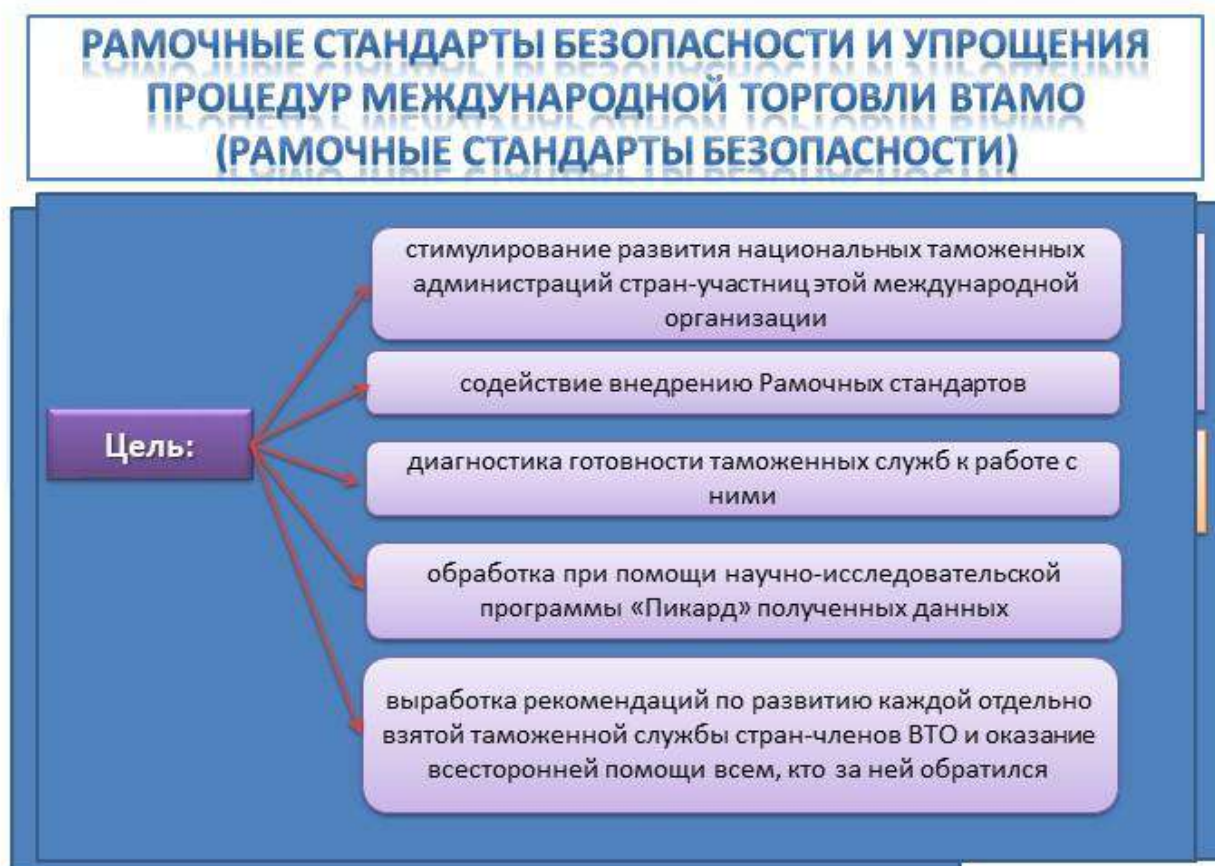 РАМОЧНЫЕ СТАНДАРТЫ БЕЗОПАСНОСТИ И УПРОЩЕНИЯ
ПРОЦЕДУР МЕЖДУНАРОДНОЙ ТОРГОВЛИ ВТАМО
(РАМОЧНЫЕ СТАНДАРТЫ БЕЗОПАСНОСТИ)
Цель:
стимулирование развития национальных таможенных
администраций стран-участниц этой международной
организации
содействие внедрению Рамочных стандартов
диагностика готовности таможенных служб к работе с
ними
обработка при помощи научно-исследовательской
программы «Пикард» полученных данных
выработка рекомендаций по развитию каждой отдельно
взятой таможенной службы стран-членов ВТО и оказание
всесторонней помощи всем, кто за ней обратился